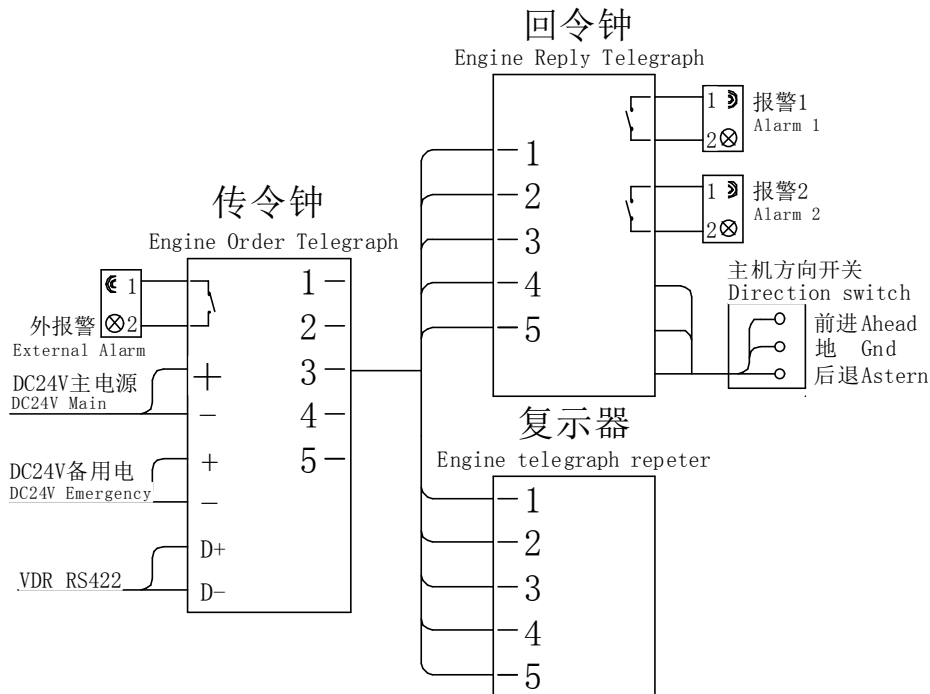 回令钟
Engine Reply Telegraph
1
2
报警1
Alarm 1
1
2
报警2
Alarm 2
1
2
3
4
5
主机方向开关
Direction switch
前进Ahead
地 Gnd
后退Astern
传令钟
Engine Order Telegraph
1
2
外报警
External Alarm
DC24V主电源
DC24V Main
DC24V备用电
DC24V Emergency
VDR RS422
+
−
+
−
D+
D−
1
2
3
4
5
复示器
Engine telegraph repeter
1
2
3
4
5